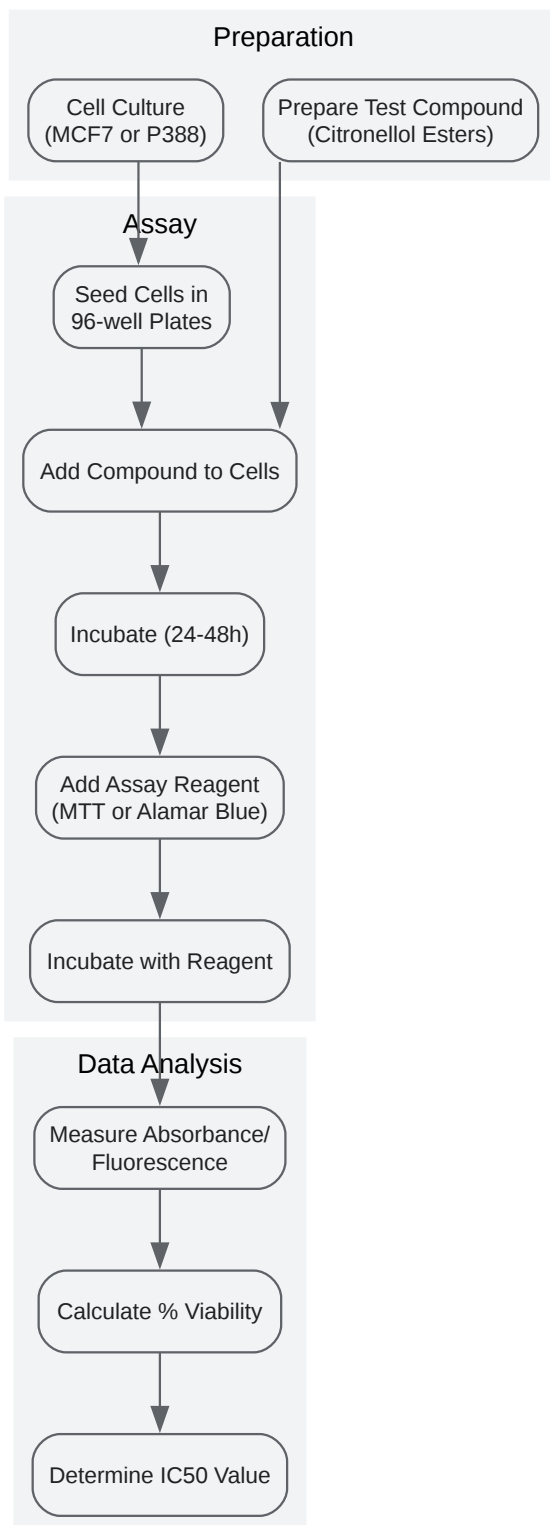 Preparation
Cell Culture
(MCF7 or P388)
Prepare Test Compound
(Citronellol Esters)
Assay
Seed Cells in
96-well Plates
Add Compound to Cells
Incubate (24-48h)
Add Assay Reagent
(MTT or Alamar Blue)
Incubate with Reagent
Data Analysis
Measure Absorbance/
Fluorescence
Calculate % Viability
Determine IC50 Value